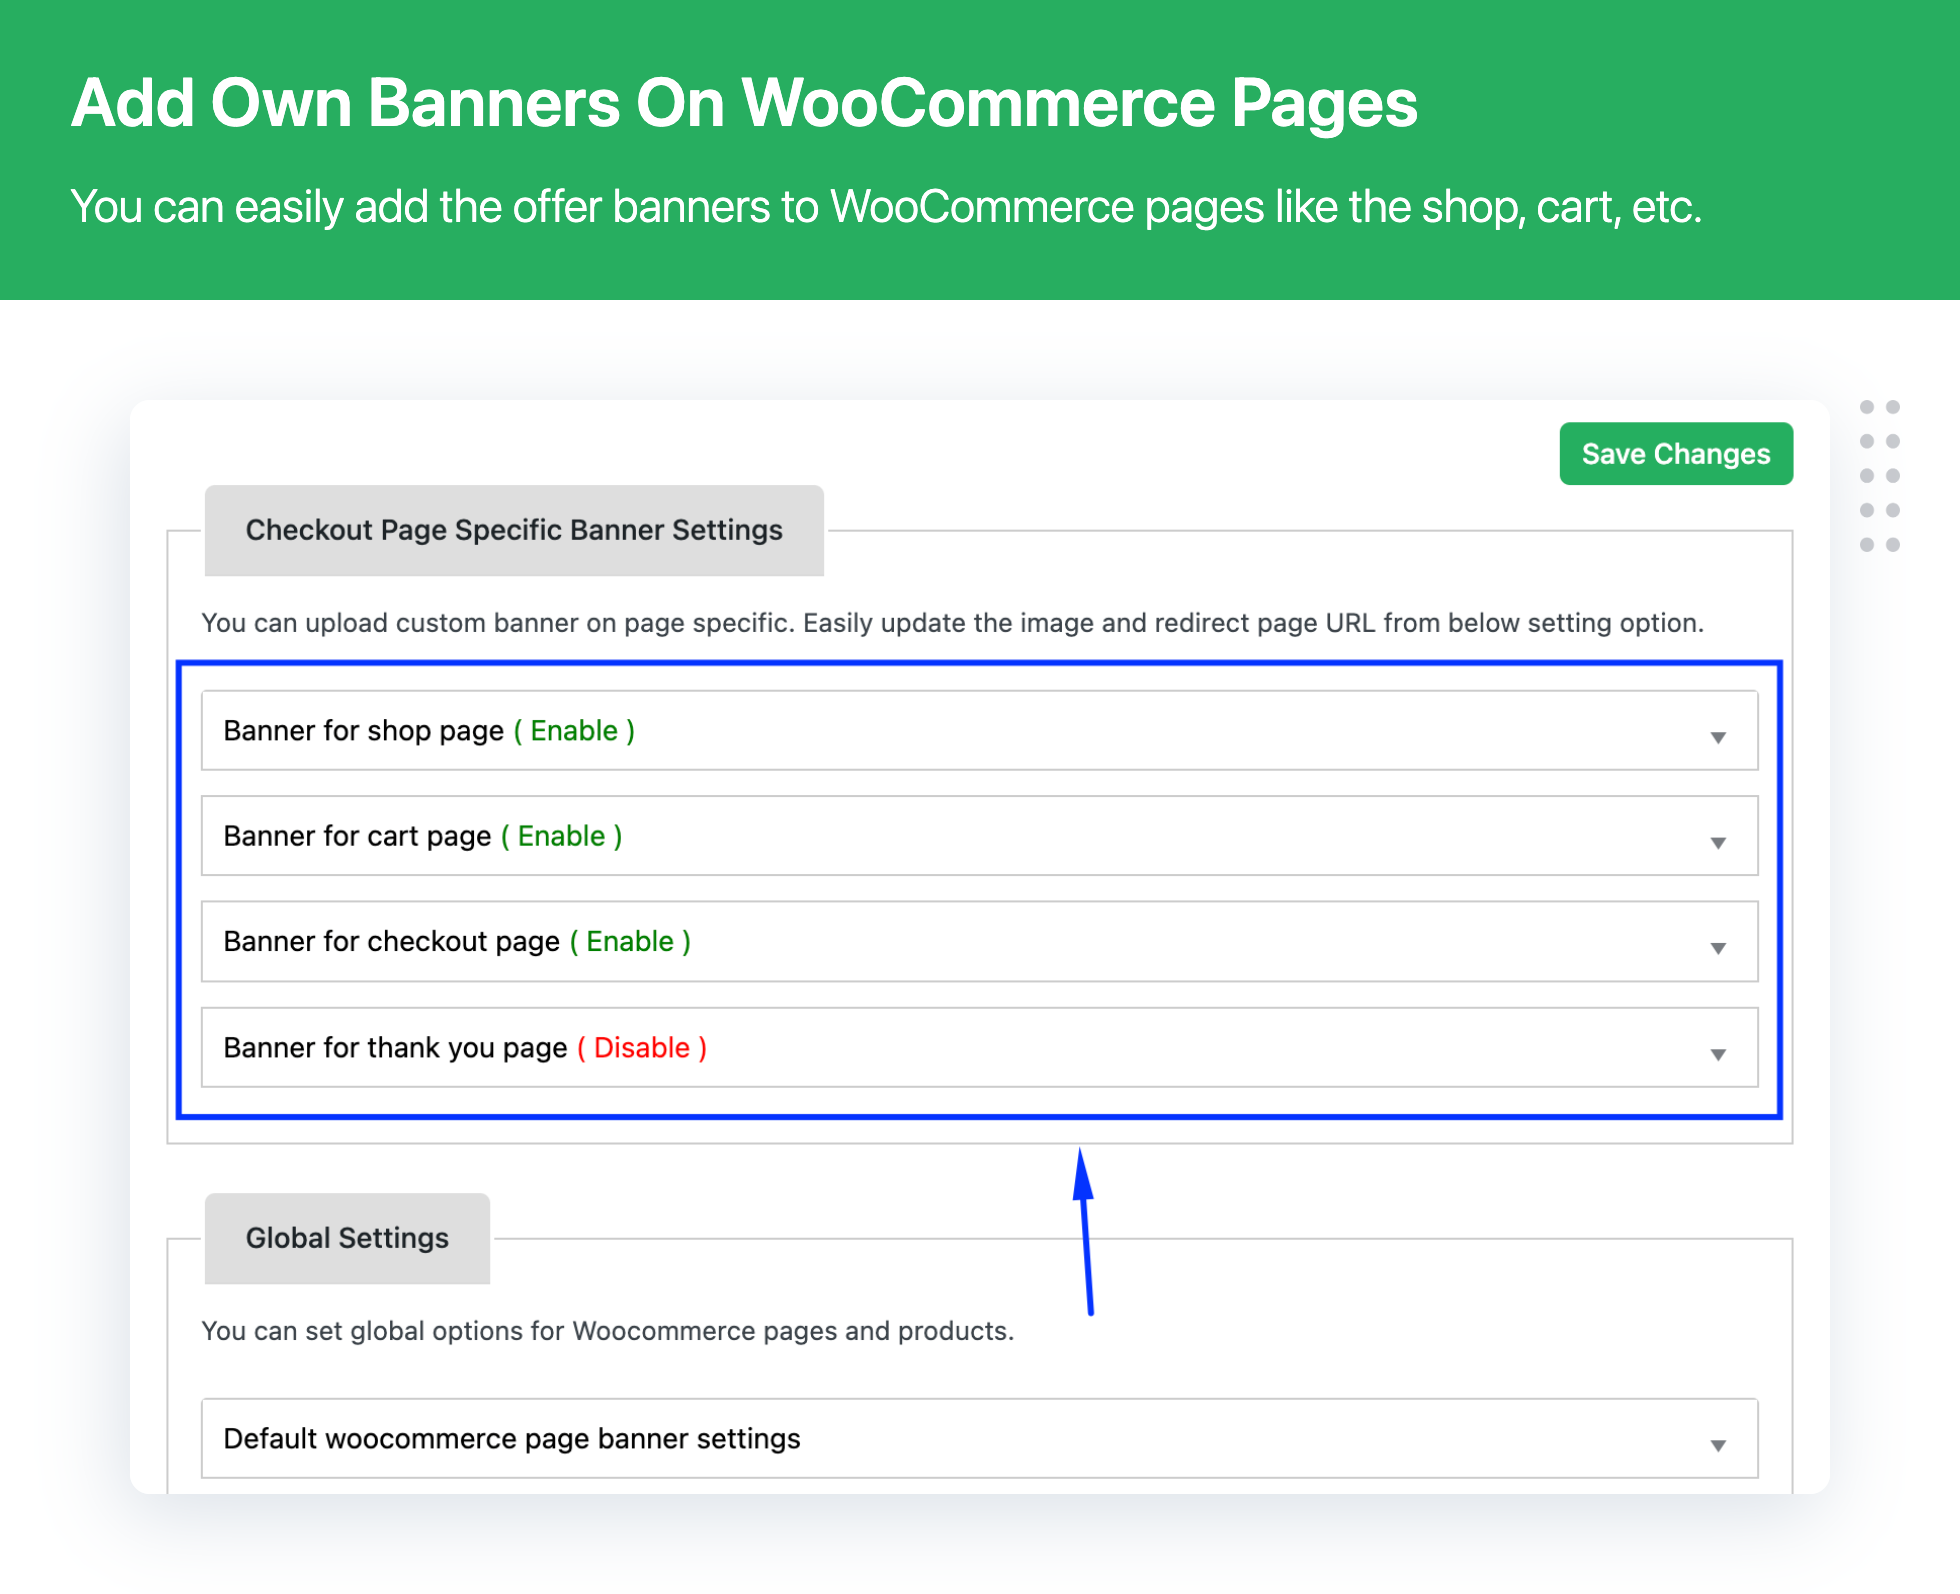 Add Own Banners On WooCommerce Pages
You can easily add the offer banners to WooCommerce pages like the shop, cart, etc.
Save Changes
Checkout Page Specific Banner Settings
You can upload custom banner on page specific. Easily update the image and redirect page URL from below setting option.
Banner for shop page ( Enable )
Banner for cart page ( Enable )
Banner for checkout page ( Enable )
Banner for thank you page ( Disable )
Global Settings
You can set global options for Woocommerce pages and products.
Default woocommerce page banner settings